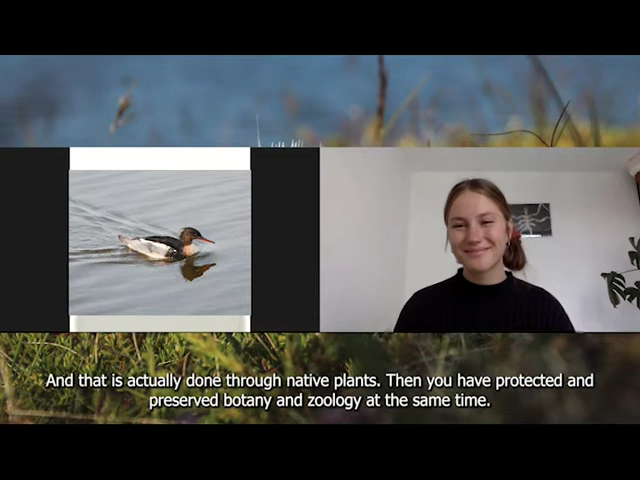 And that is actually done through native plants. Then you have protected and
preserved botany and zoology at the same time.